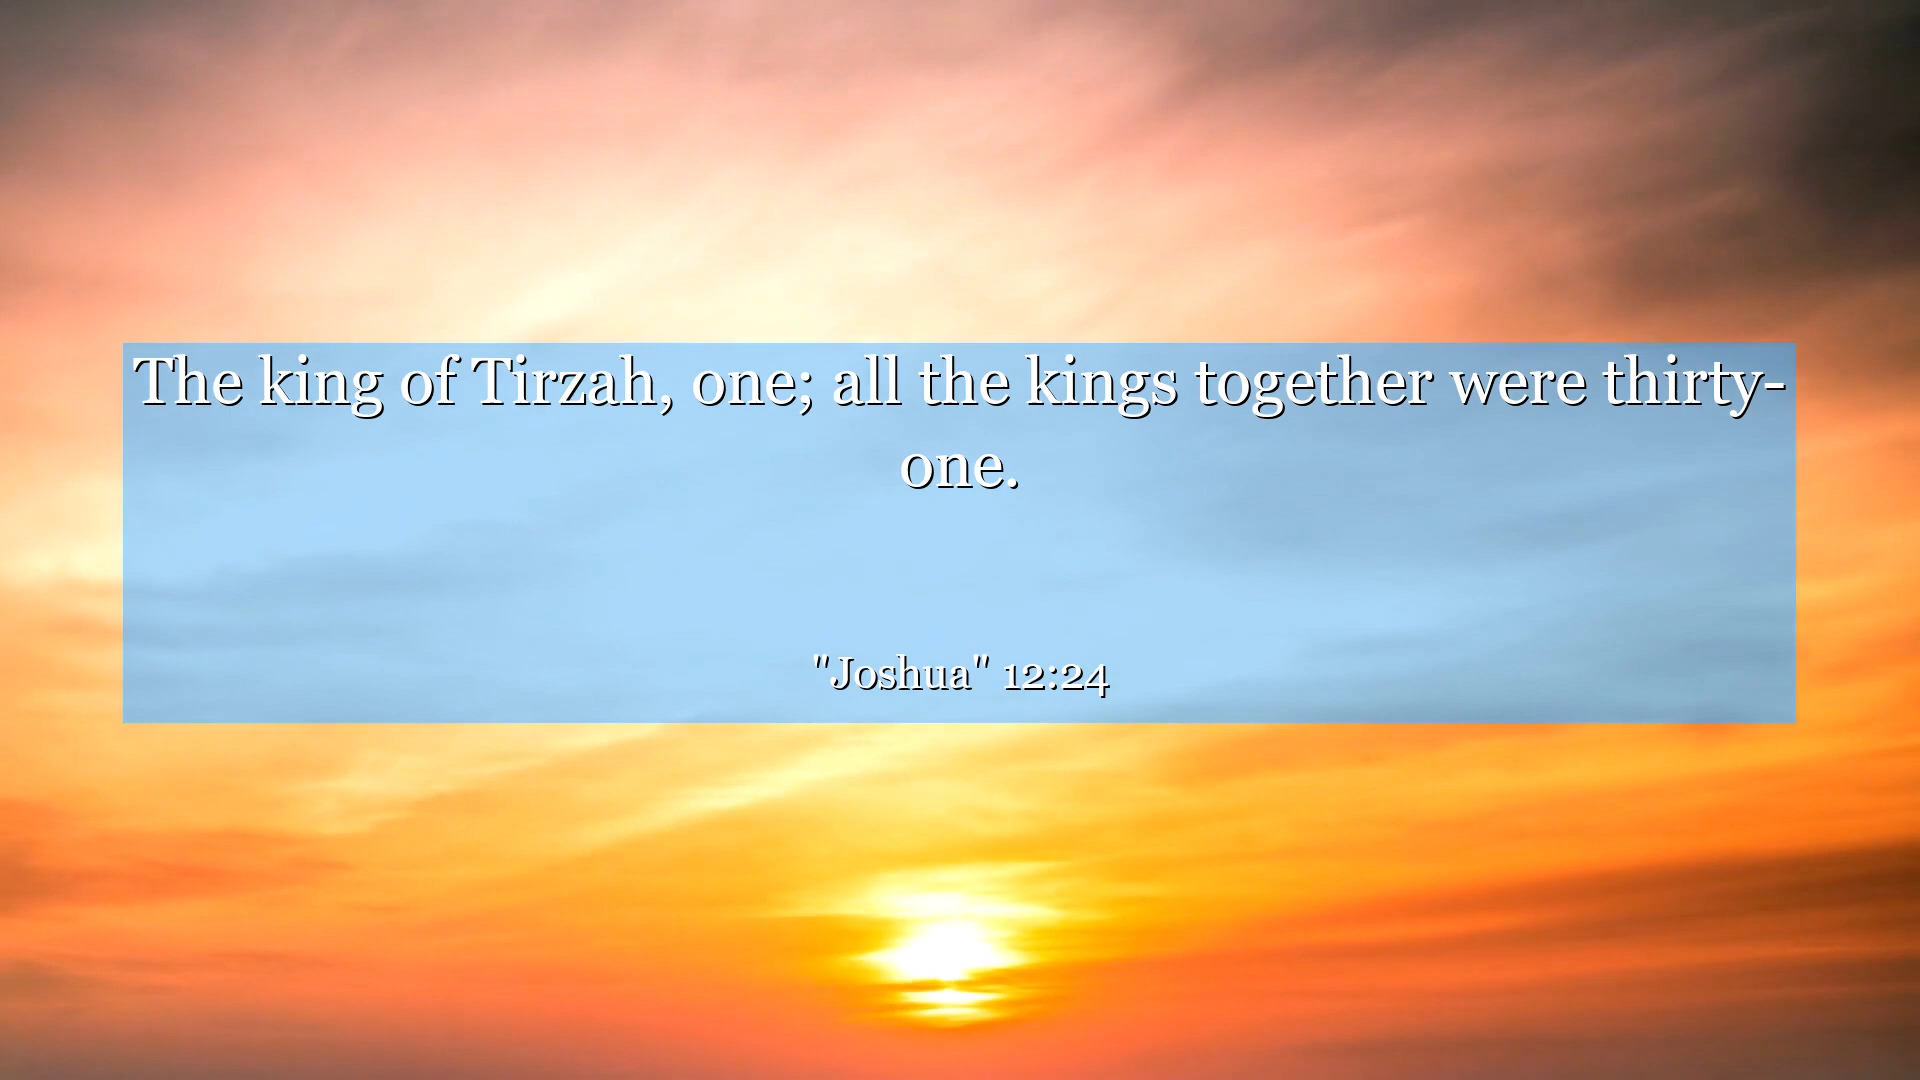 The king of Tirzah, one; all the kings together were thirty-
one.
"Joshua" 12:24